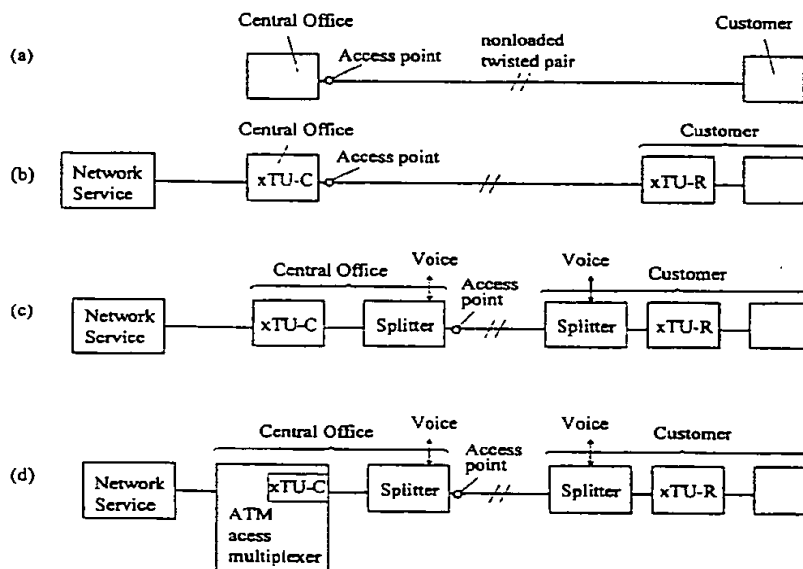 (a)
Central Office
Access point
nonloaded
twisted pair
Customer
(b)
Network
Service
Central Office
xTU-C
Access point
Customer
xTU-R
(c)
Network
Service
Central Office
xTU-C
Voice
Splitter
Access
point
Voice
Splitter
Customer
xTU-R
(d)
Network
Service
Central Office
xTU-C
ATM
acess
multiplexer
Voice
Splitter
Access
point
Voice
Splitter
Customer
xTU-R